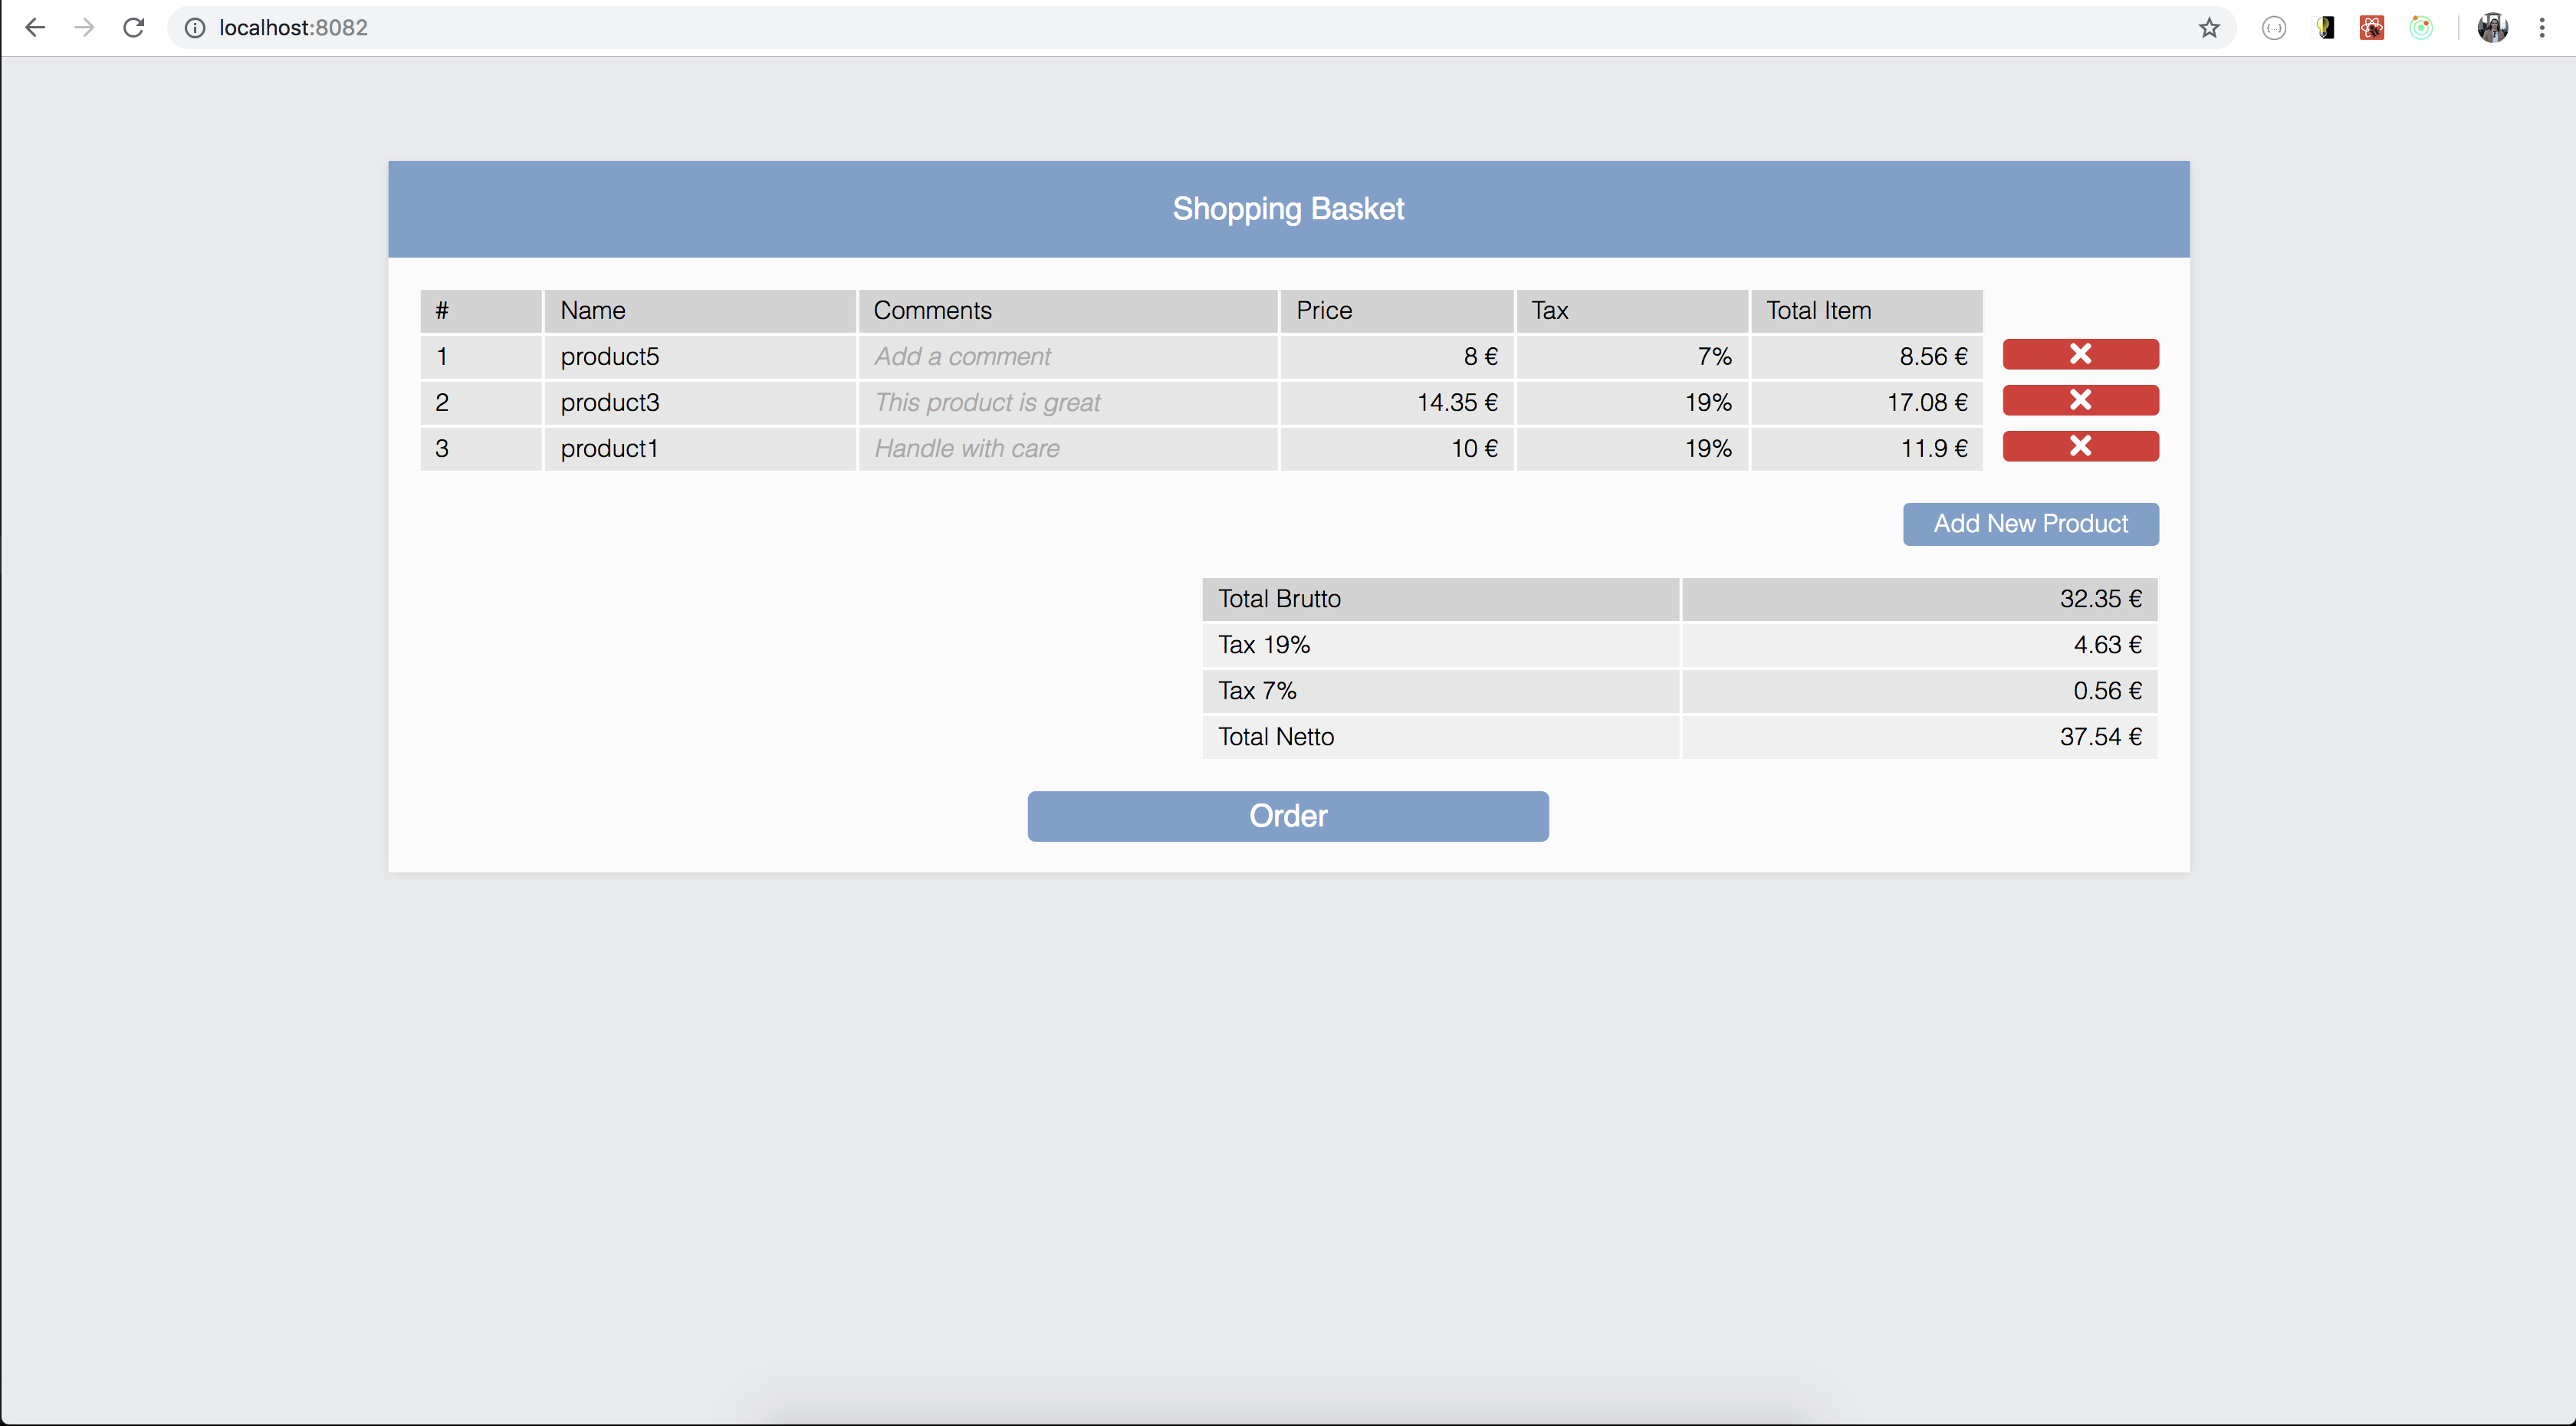 localhost:8082
Shopping Basket
# Name Comments Price Tax Total Item
1 product5 Add a comment 8 € 7% 8.56 €
2 product3 This product is great 14.35 € 19% 17.08 €
3 product1 Handle with care 10 € 19% 11.9 €
Add New Product
Total Brutto 32.35 €
Tax 19% 4.63 €
Tax 7% 0.56 €
Total Netto 37.54 €
Order